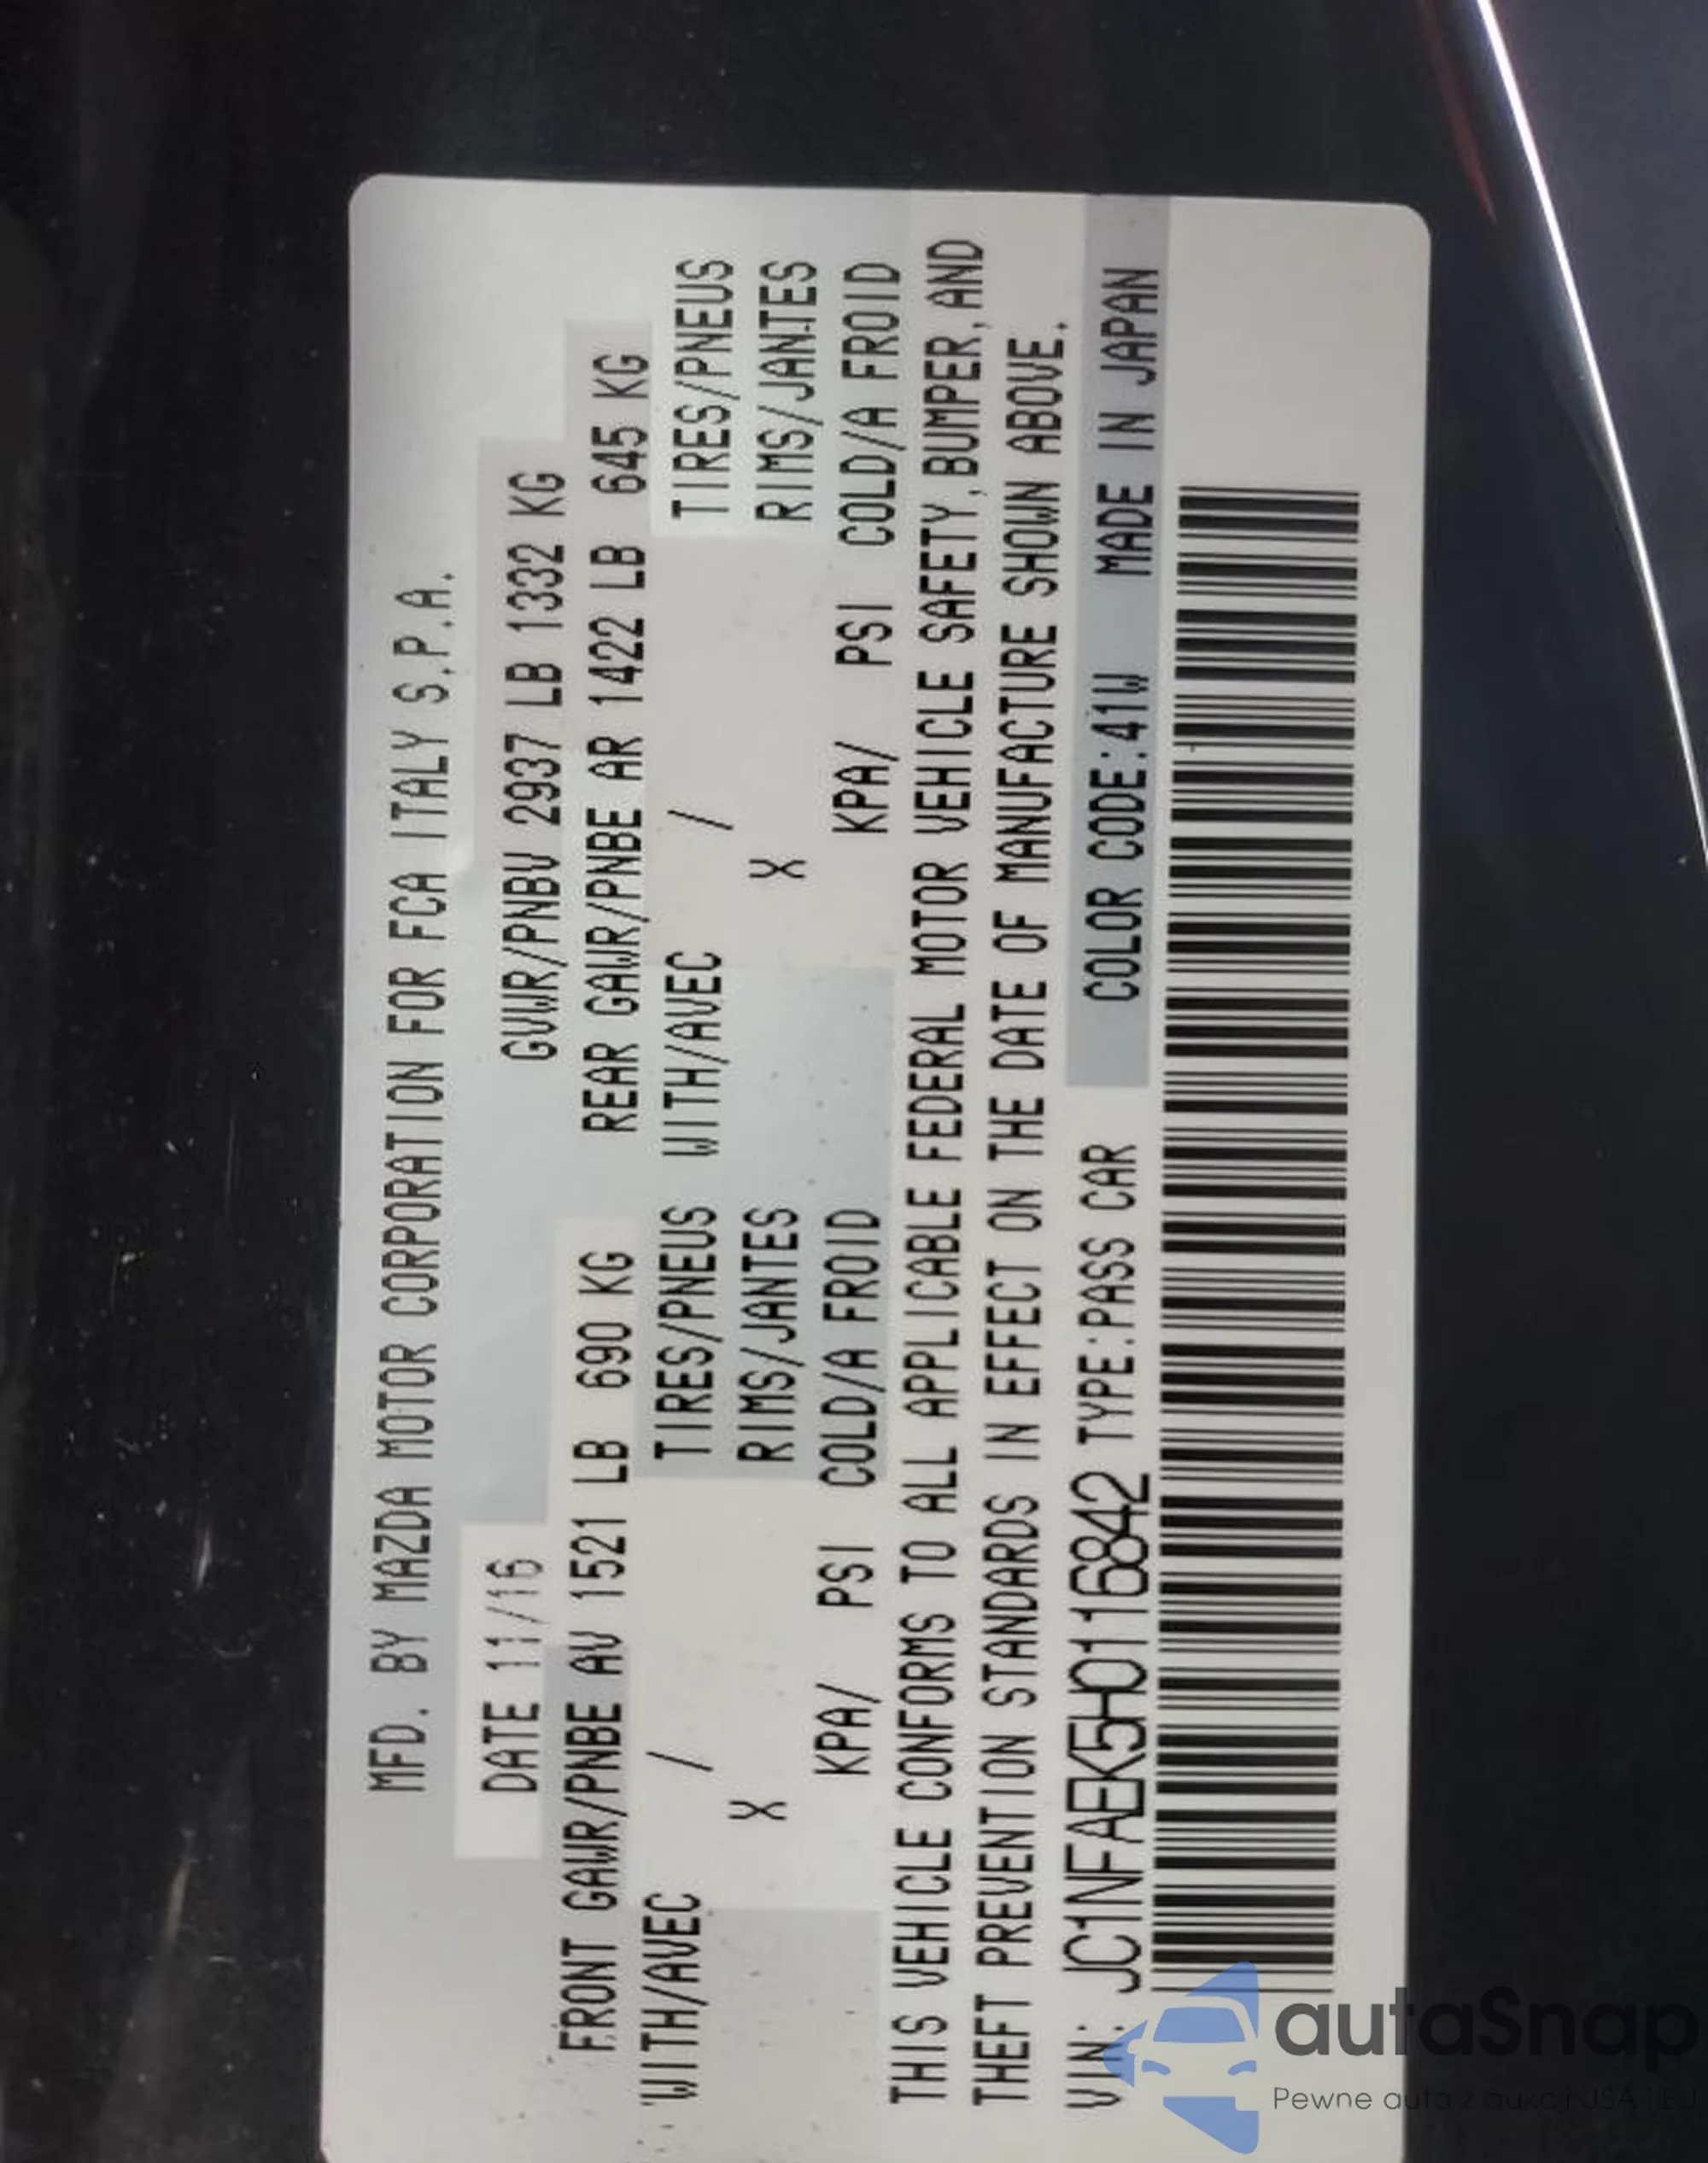 MFD. BY MAZDA MOTOR CORPORATION FOR FCA ITALY S.P.A.
DATE 11/16 GVWR/PNBV 2937 LB 1332 KG
FRONT GAWR/PNBE AV 1521 LB 690 KG REAR GAWR/PNBE AR 1422 LB 645 KG
WITH/AVEC / TIRES/PNEUS WITH/AVEC / TIRES/PNEUS
X RIMS/JANTES X RIMS/JANTES
KPA/ PSI COLD/A FROID KPA/ PSI COLD/A FROID
THIS VEHICLE CONFORMS TO ALL APPLICABLE FEDERAL MOTOR VEHICLE SAFETY,BUMPER,AND
THEFT PREVENTION STANDARDS IN EFFECT ON THE DATE OF MANUFACTURE SHOWN ABOVE.
VIN: JC1NFAEK5H0116842 TYPE:PASS CAR COLOR CODE:41W MADE IN JAPAN
autaSnap
Pewne auta z aukcji